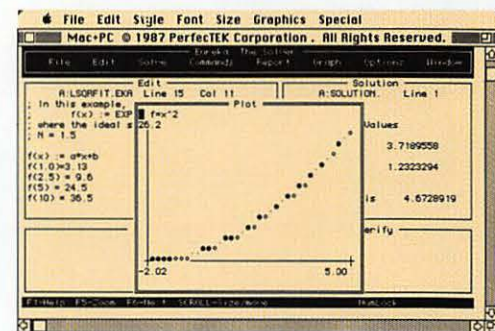 File Edit Style Font Size Graphics Special
Mac+PC © 1987 PerfecTEK Corporation. All Rights Reserved.
Eureka: The Solver
File Edit Solve Commands Report Graph Options Window
Edit
A:LSQRFIT.EKA Line 15 Col 11
Solution
A:SOLUTION. Line 1
; In this example,
; f(x) := EXP
; where the ideal s
; N = 1.5
f(x) := a*x+b
f(1.0)=3.13
f(2.5) = 9.6
f(5) = 24.5
f(10) = 36.5
Plot
f=x^2
26.2
-2.02 5.00
Values
3.7189558
1.2323294
is 4.6728919
erify
F1-Help F5-Zoom F6-Next SCROLL-Size/move NumLock